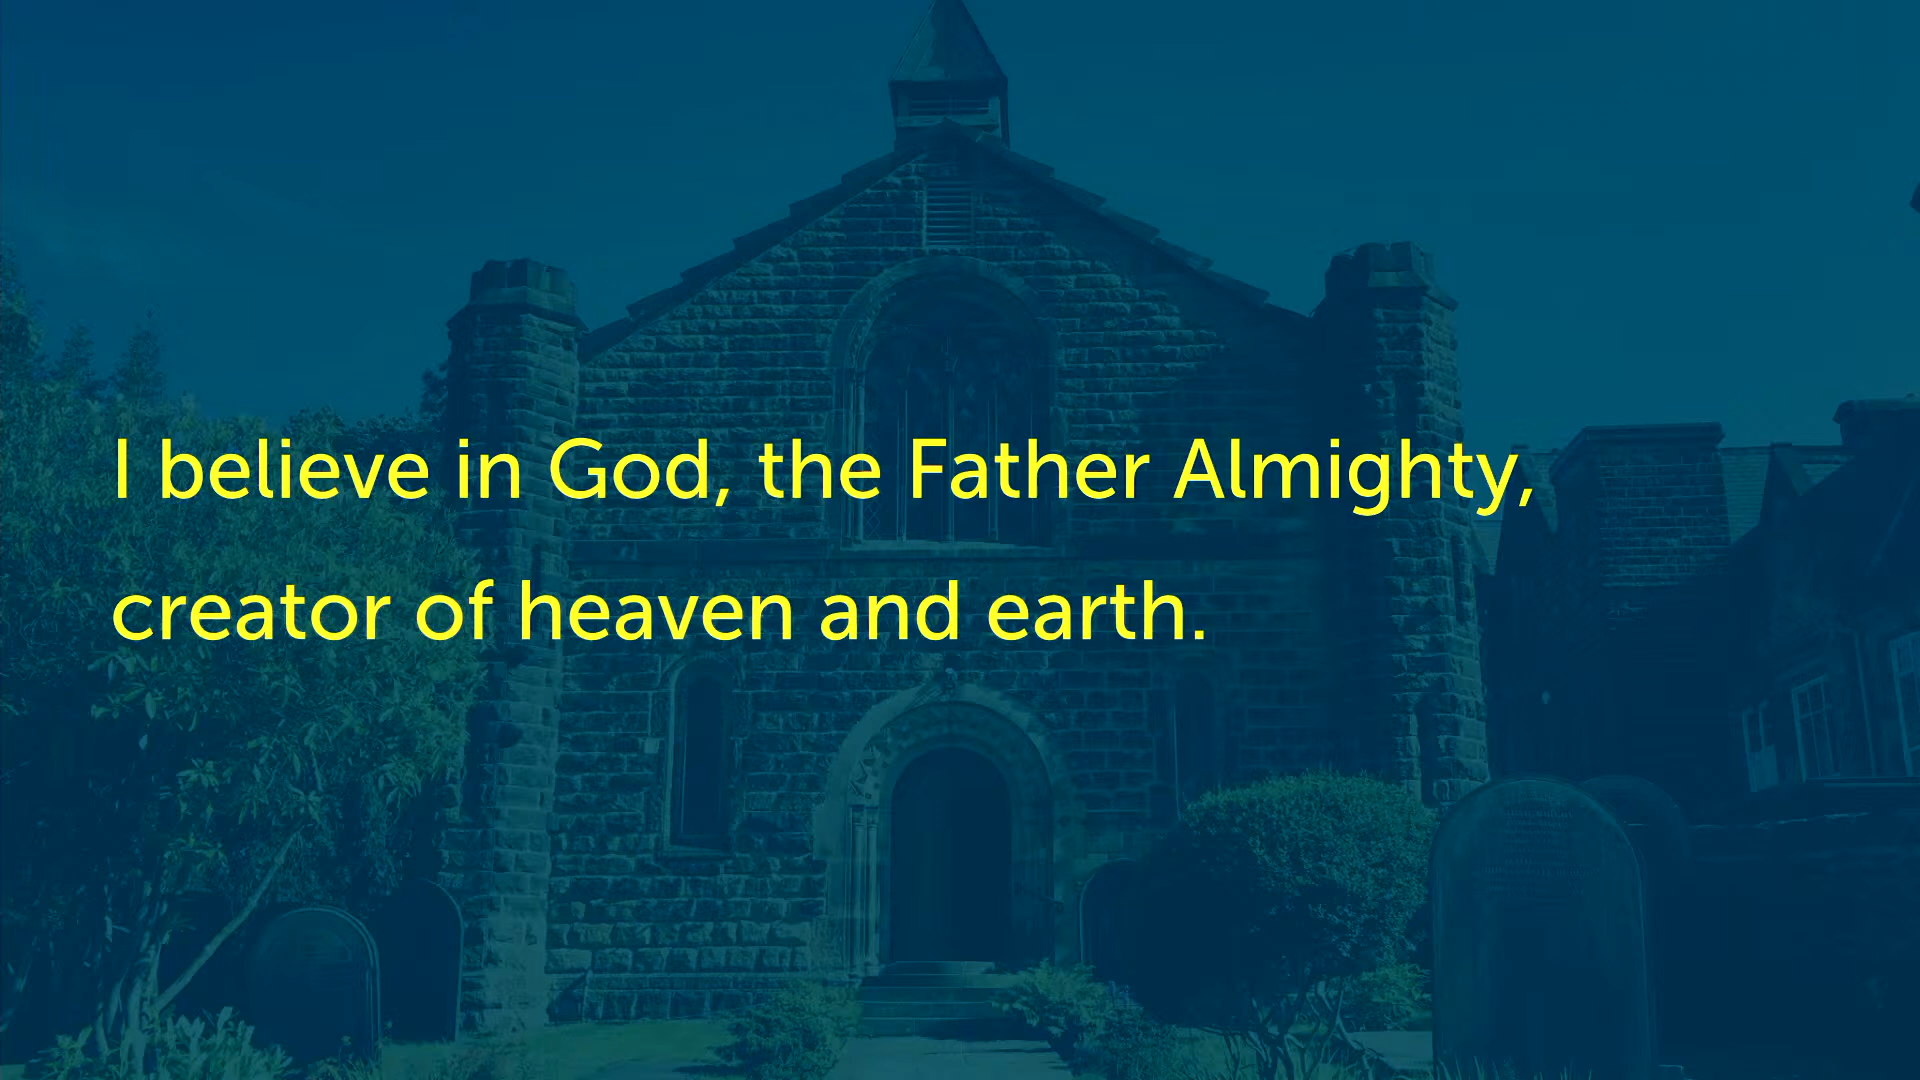 I believe in God, the Father Almighty,
creator of heaven and earth.